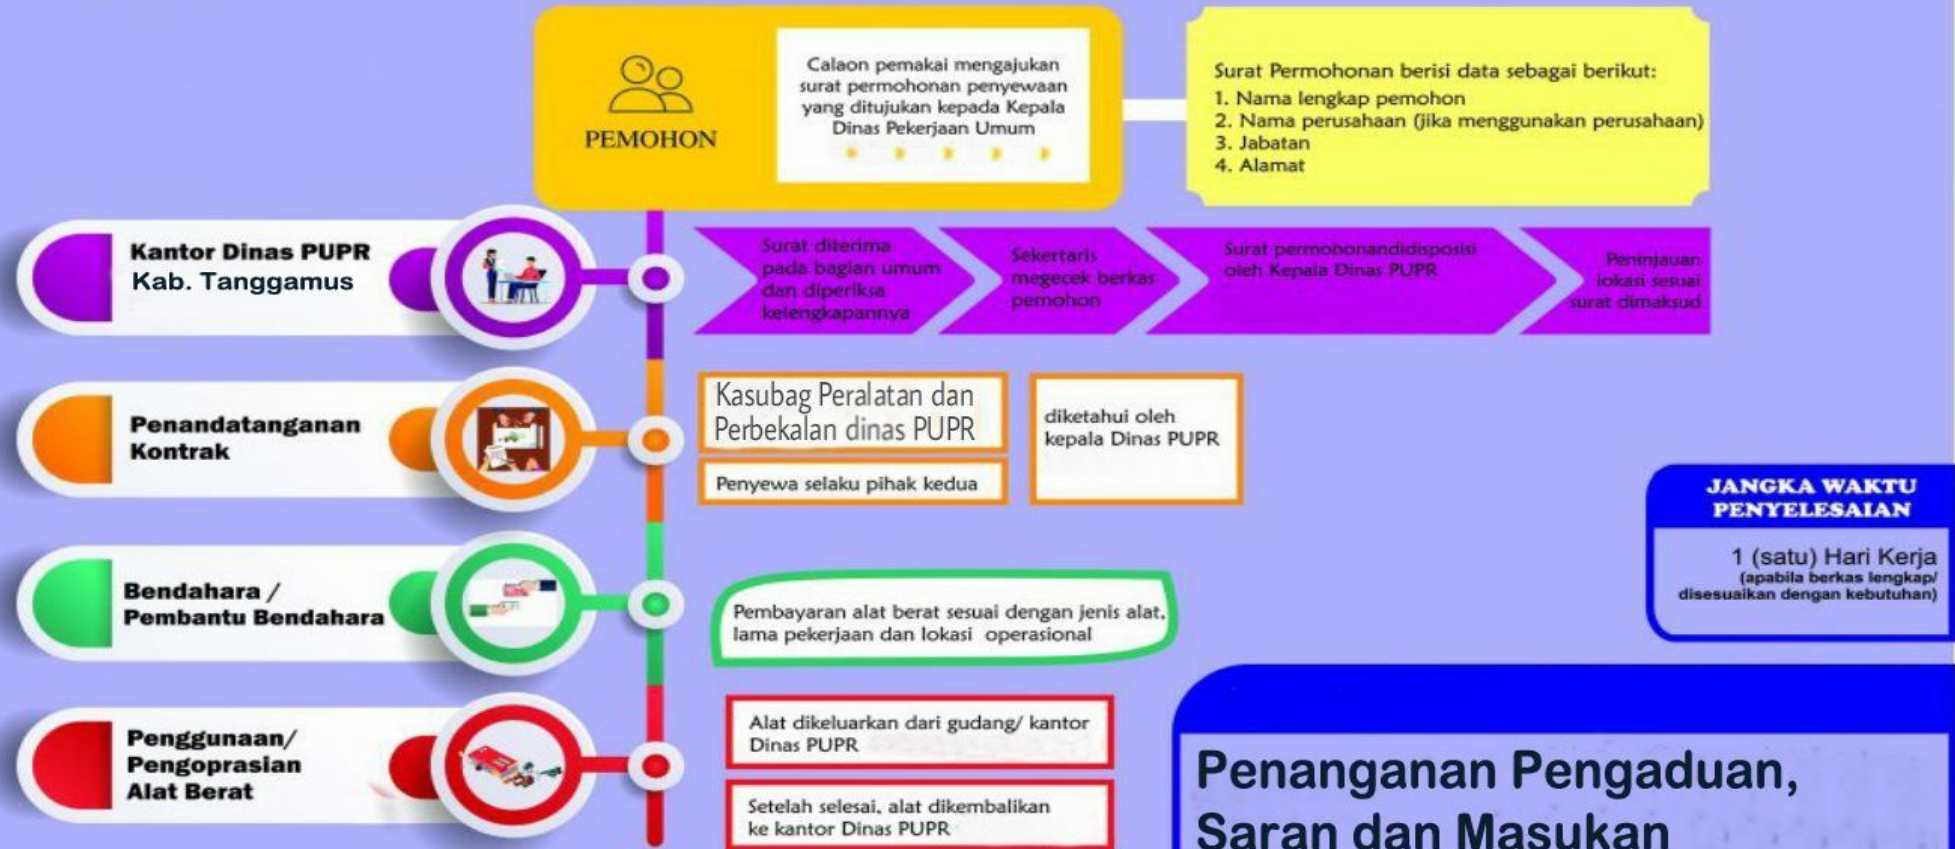 PEMOHON
Calaon pemakai mengajukan
surat permohonan penyewaan
yang ditujukan kepada Kepala
Dinas Pekerjaan Umum
Surat Permohonan berisi data sebagai berikut:
1. Nama lengkap pemohon
2. Nama perusahaan (jika menggunakan perusahaan)
3. Jabatan
4. Alamat
Kantor Dinas PUPR
Kab. Tanggamus
Surat diterima
pada bagian umum
dan diperiksa
kelengkapannya
Sekertaris
megecek berkas
pemohon
Surat permohonandidisposisi
oleh Kepala Dinas PUPR
Peninjauan
lokasi sesuai
surat dimaksud
Penandatanganan
Kontrak
Kasubag Peralatan dan
Perbekalan dinas PUPR
Penyewa selaku pihak kedua
diketahui oleh
kepala Dinas PUPR
JANGKA WAKTU
PENYELESAIAN
1 (satu) Hari Kerja
(apabila berkas lengkap/
disesuaikan dengan kebutuhan)
Bendahara /
Pembantu Bendahara
Pembayaran alat berat sesuai dengan jenis alat,
lama pekerjaan dan lokasi operasional
Penggunaan/
Pengoprasian
Alat Berat
Alat dikeluarkan dari gudang/ kantor
Dinas PUPR
Setelah selesai, alat dikembalikan
ke kantor Dinas PUPR
Penanganan Pengaduan,
Saran dan Masukan